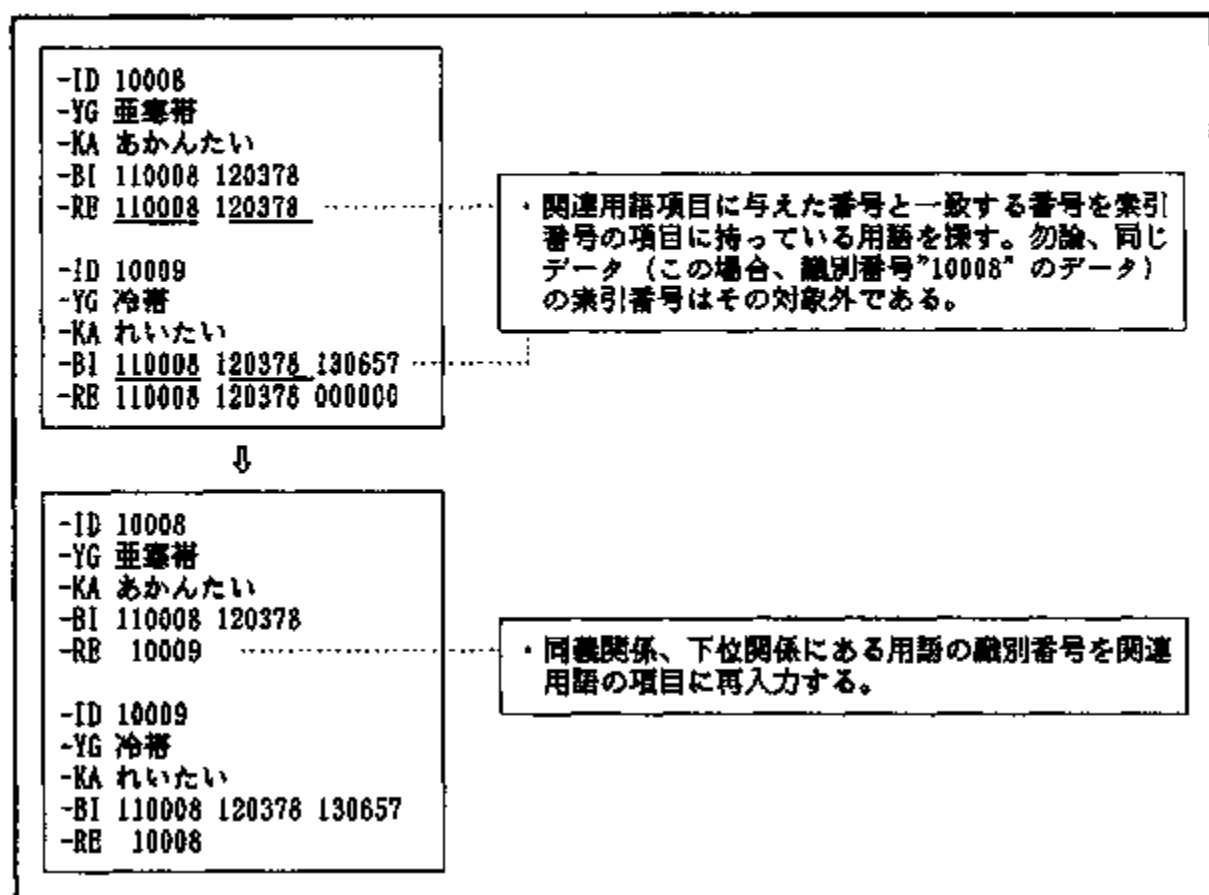 -ID 10008
-YG 亜寒帯
-KA あかんたい
-BI 110008 120378
-RE 110008 120378
-ID 10009
-YG 冷帯
-KA れいたい
-BI 110008 120378 130657
-RE 110008 120378 000000
・関連用語項目に与えた番号と一致する番号を索引
番号の項目に持っている用語を探す。勿論、同じ
データ（この場合、識別番号"10008" のデータ）
の索引番号はその対象外である。
⇩
-ID 10008
-YG 亜寒帯
-KA あかんたい
-BI 110008 120378
-RE 10009
-ID 10009
-YG 冷帯
-KA れいたい
-BI 110008 120378 130657
-RE 10008
・同義関係、下位関係にある用語の識別番号を関連
用語の項目に再入力する。